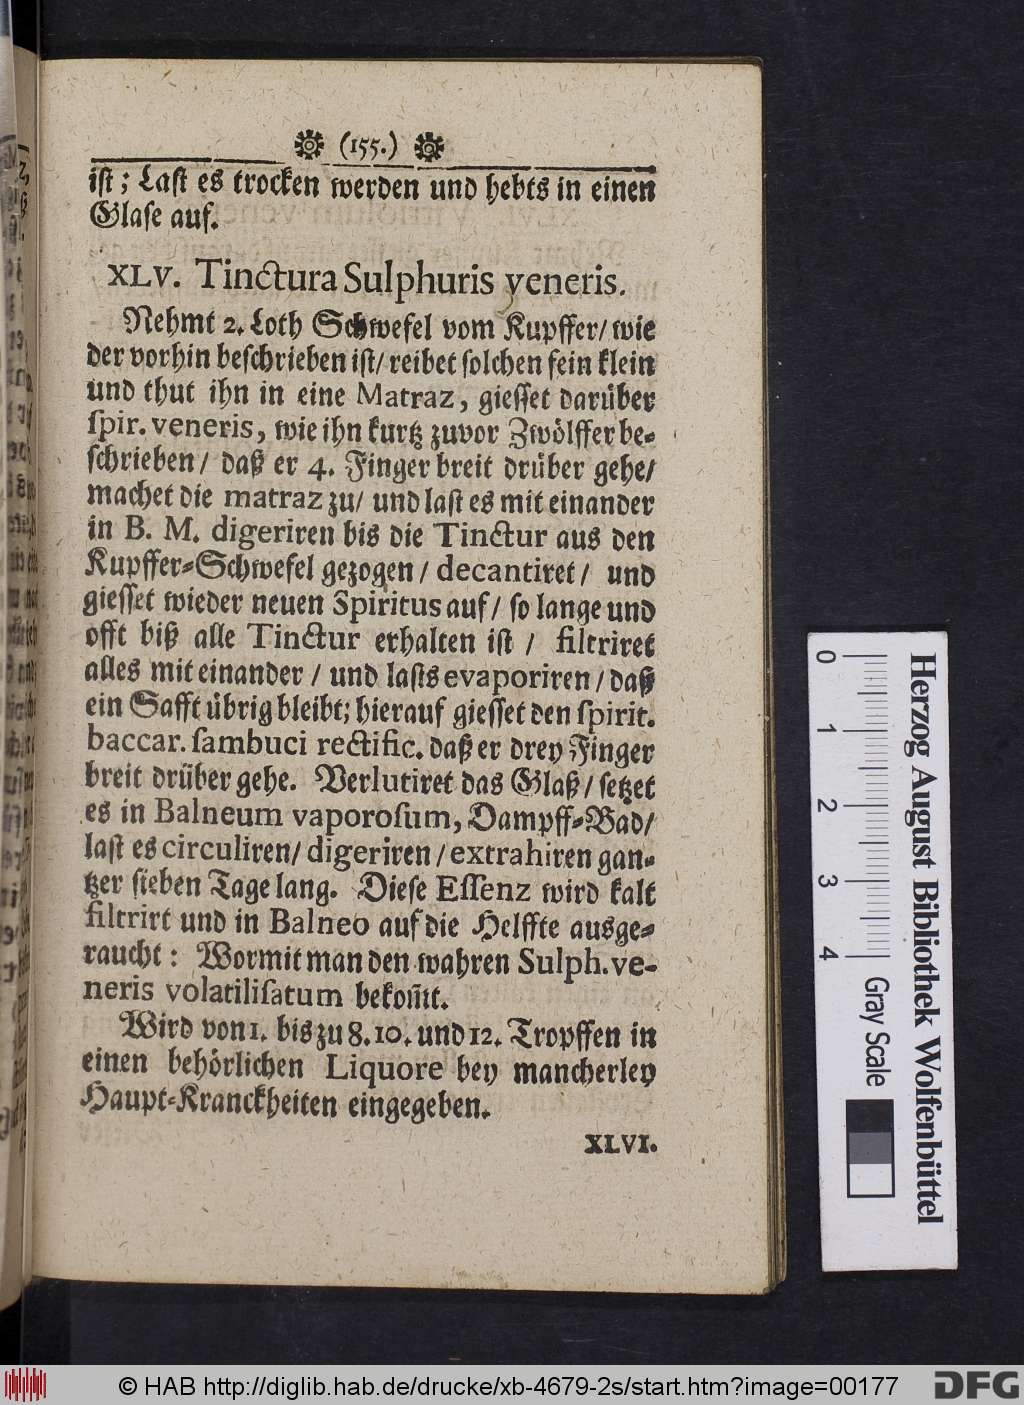 (155.)
ist; Last es trocken werden und hebts in einen
Glase auf.
XLV. Tinctura Sulphuris veneris.
Nehmt 2. Loth Schwefel vom Kupffer/ wie
der vorhin beschrieben ist/ reibet solchen fein klein
und thut ihn in eine Matraz, giesset darüber
spir. veneris, wie ihn kurtz zuvor Zwölffer be-
schrieben/ daß er 4. Finger breit drüber gehe/
machet die matraz zu/ und last es mit einander
in B. M. digeriren bis die Tinctur aus den
Kupffer-Schwefel gezogen/ decantiret/ und
giesset wieder neuen Spiritus auf/ so lange und
offt biß alle Tinctur erhalten ist/ filtriret
alles mit einander/ und lasts evaporiren/ daß
ein Safft übrig bleibt; hierauf giesset den spirit.
baccar. sambuci rectific. daß er drey Finger
breit drüber gehe. Verlutiret das Glaß/ setzet
es in Balneum vaporosum, Dampff-Bad/
last es circuliren/ digeriren/ extrahiren gan-
tzer sieben Tage lang. Diese Essenz wird kalt
filtrirt und in Balneo auf die Helffte ausge-
raucht: Wormit man den wahren Sulph. ve-
neris volatilisatum bekom̃t.
Wird von 1. bis zu 8. 10. und 12. Tropffen in
einen behörlichen Liquore bey mancherley
Haupt-Kranckheiten eingegeben.
XLVI.
Herzog August Bibliothek Wolfenbüttel
0 1 2 3 4
Gray Scale
© HAB http://diglib.hab.de/drucke/xb-4679-2s/start.htm?image=00177
DFG